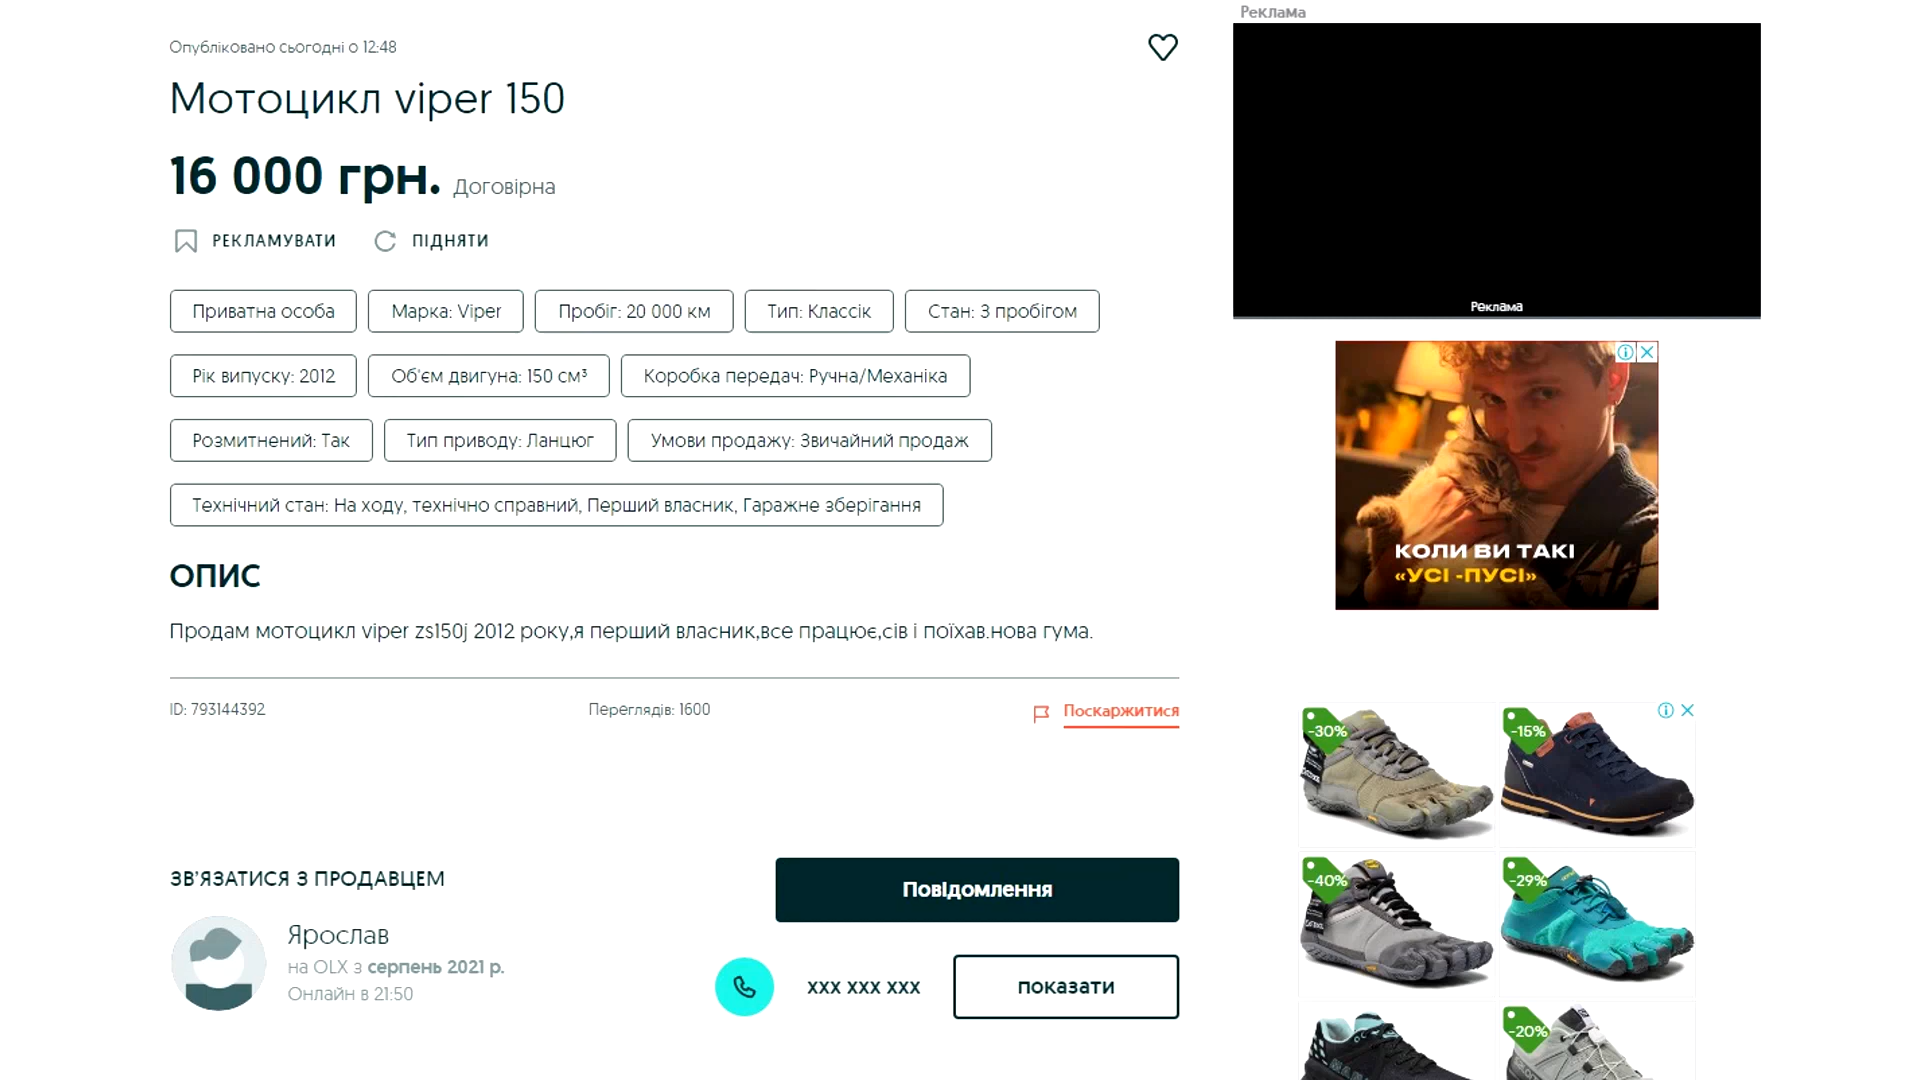 Реклама
Опубліковано сьогодні о 12:48
Мотоцикл viper 150
16 000 грн. Договірна
РЕКЛАМУВАТИ ПІДНЯТИ
Приватна особа Марка: Viper Пробіг: 20 000 км Тип: Классік Стан: З пробігом
Рік випуску: 2012 Об'єм двигуна: 150 см³ Коробка передач: Ручна/Механіка
Розмитнений: Так Тип приводу: Ланцюг Умови продажу: Звичайний продаж
Технічний стан: На ходу, технічно справний, Перший власник, Гаражне зберігання
ОПИС
Продам мотоцикл viper zs150j 2012 року,я перший власник,все працює,сів і поїхав.нова гума.
ID: 793144392 Переглядів: 1600 Поскаржитися
ЗВ'ЯЗАТИСЯ З ПРОДАВЦЕМ
Повідомлення
Ярослав
на OLX з серпень 2021 р.
Онлайн в 21:50
xxx xxx xxx показати
Реклама
КОЛИ ВИ ТАКІ
«УСІ -ПУСІ»
-30% -15%
-40% -29%
-20%